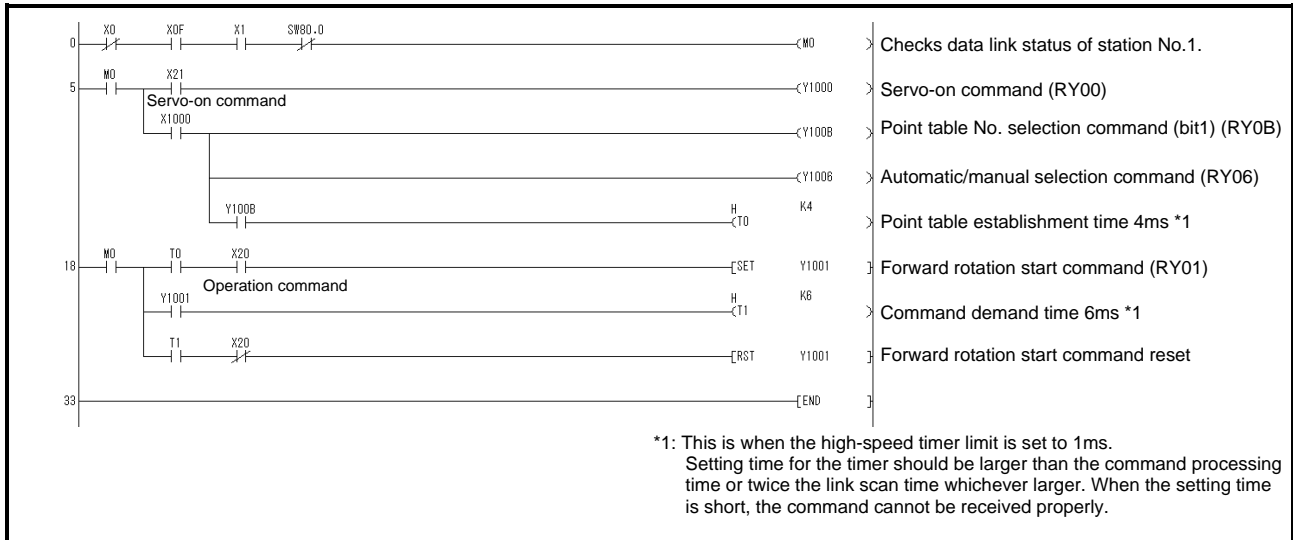 X0 X0F X1 SW80.0
0 (M0 ) Checks data link status of station No.1.
M0 X21
5 (Y1000 ) Servo-on command (RY00)
Servo-on command
X1000
(Y100B ) Point table No. selection command (bit1) (RY0B)
(Y1006 ) Automatic/manual selection command (RY06)
Y100B H K4
(T0 ) Point table establishment time 4ms *1
M0 T0 X20
18 [SET Y1001 ] Forward rotation start command (RY01)
Operation command
Y1001 H K6
(T1 ) Command demand time 6ms *1
T1 X20
[RST Y1001 ] Forward rotation start command reset
33 [END ]
*1: This is when the high-speed timer limit is set to 1ms.
Setting time for the timer should be larger than the command processing
time or twice the link scan time whichever larger. When the setting time
is short, the command cannot be received properly.